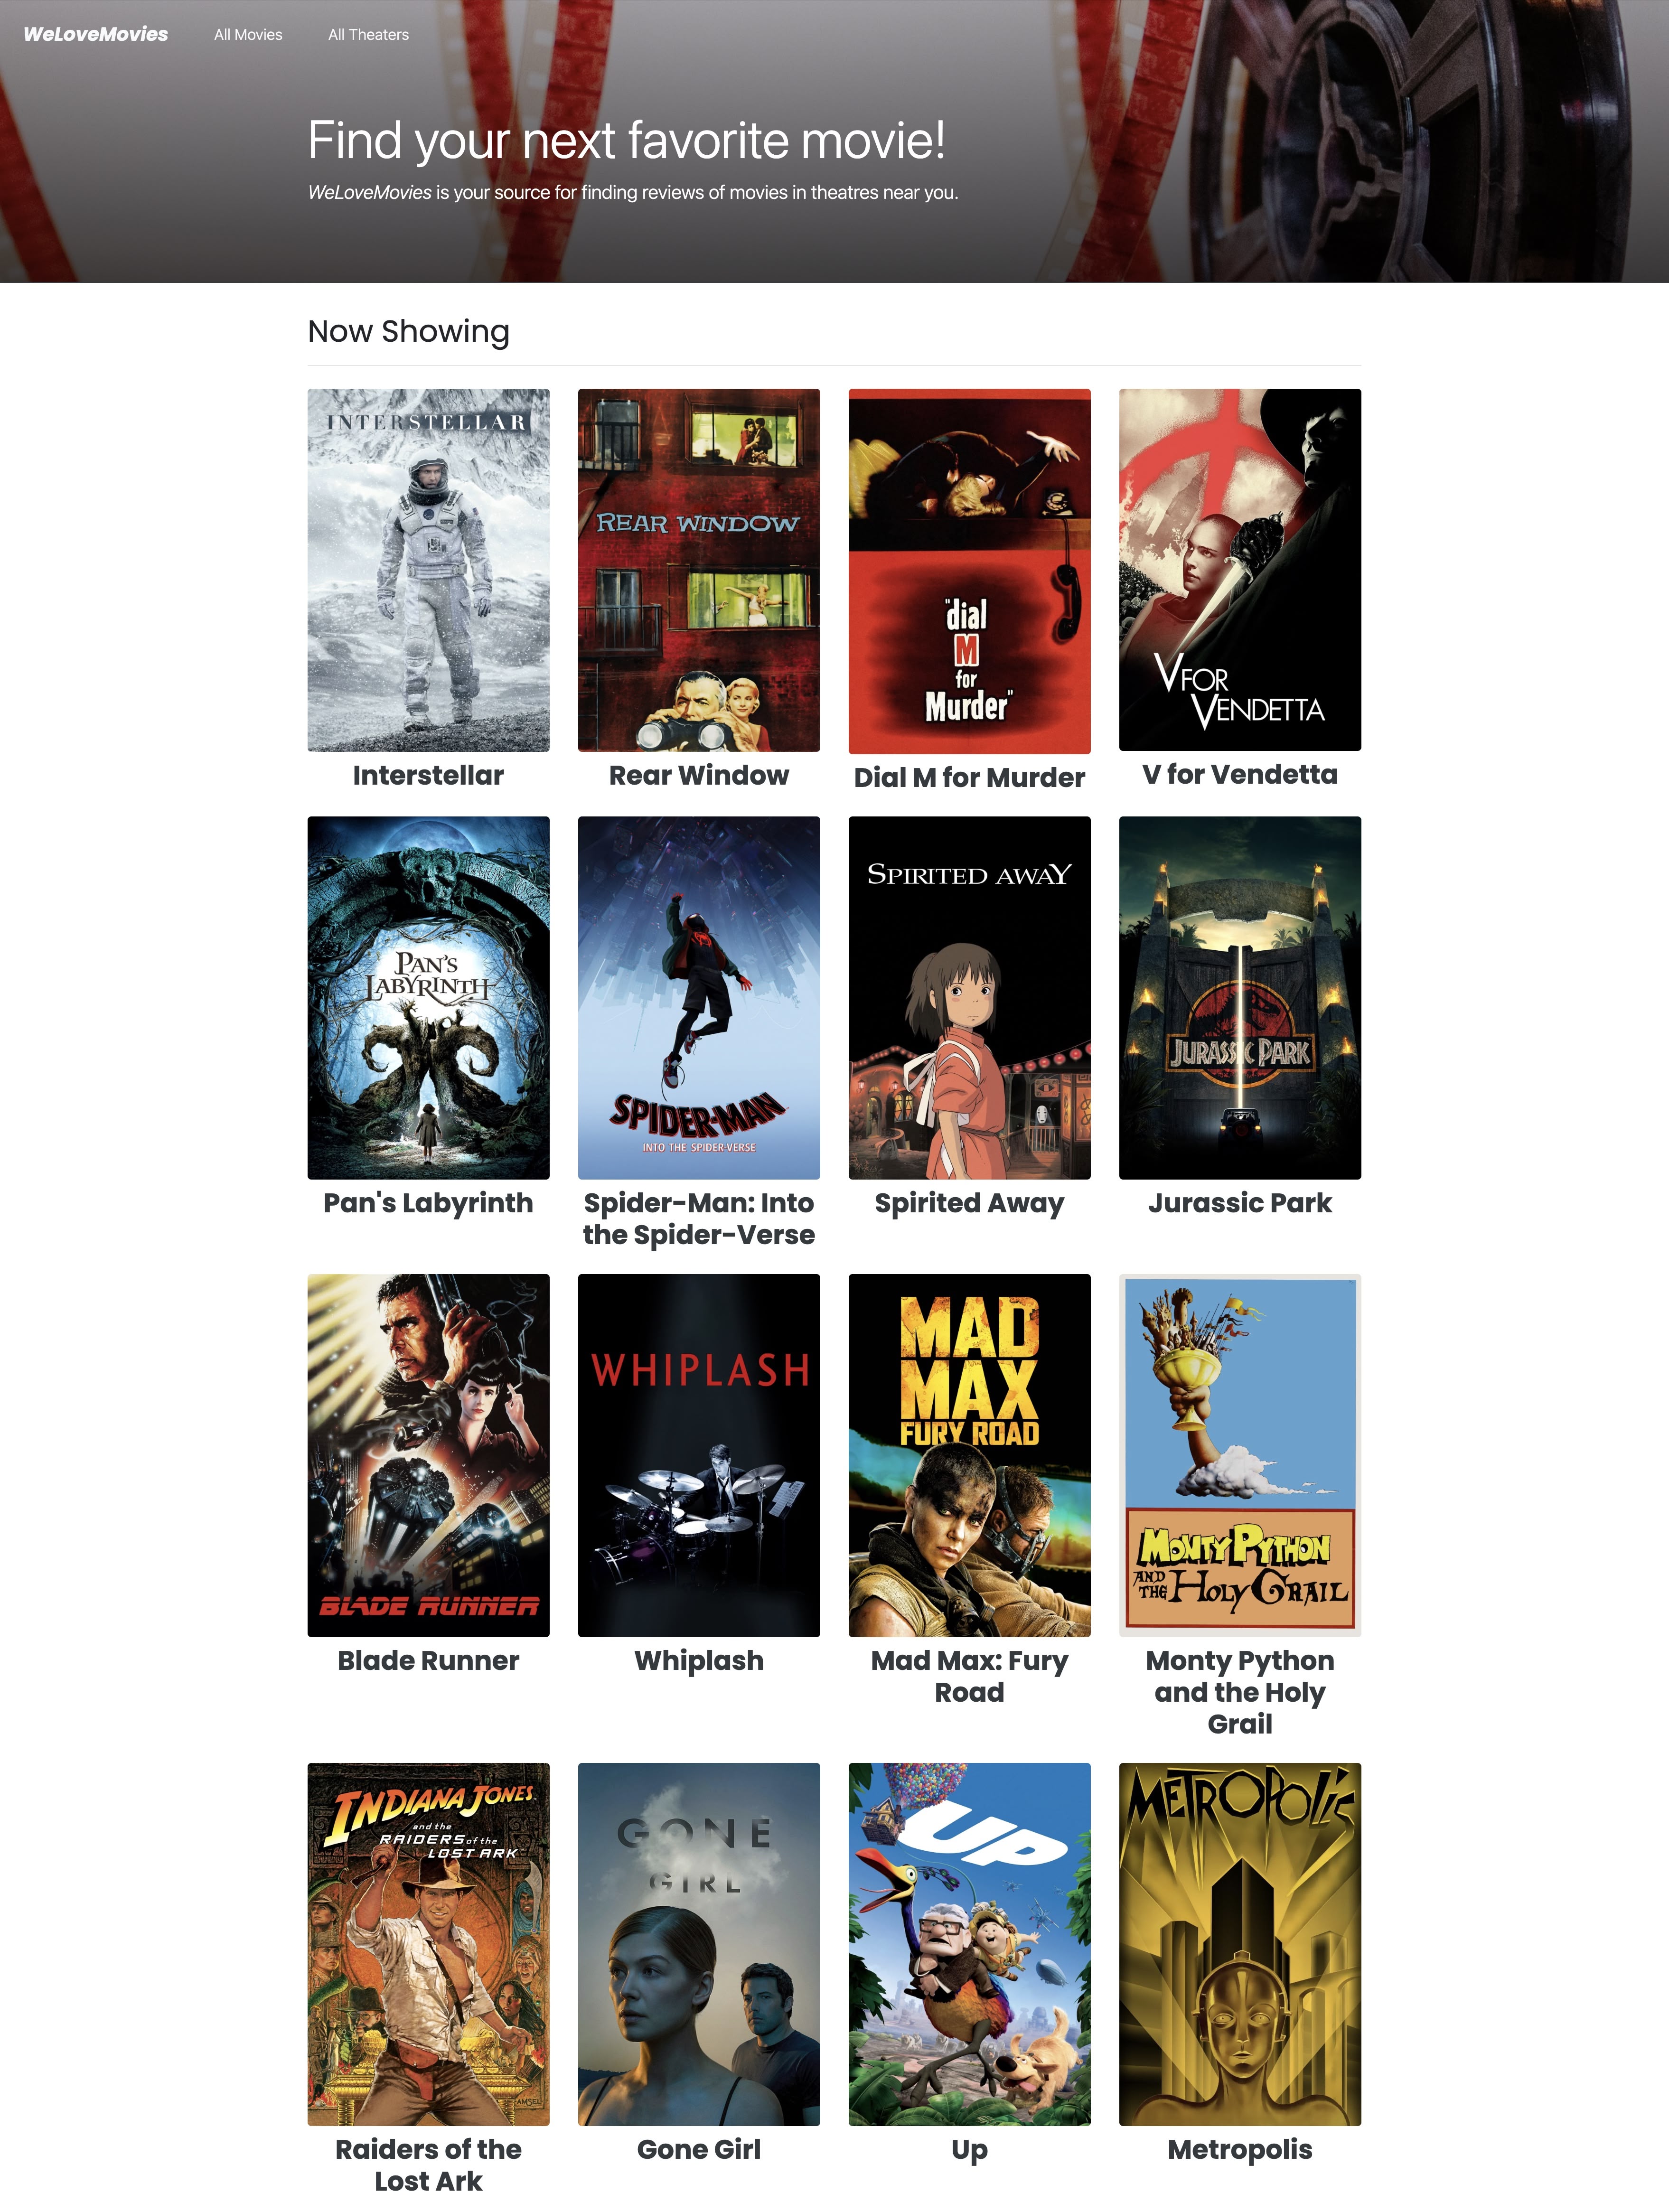 WeLoveMovies All Movies All Theaters
Find your next favorite movie!
WeLoveMovies is your source for finding reviews of movies in theatres near you.
Now Showing
INTERSTELLAR
REAR WINDOW
"dial
M
for
Murder"
V FOR
VENDETTA
Interstellar
Rear Window
Dial M for Murder
V for Vendetta
PAN'S
LABYRINTH
SPIDER-MAN
INTO THE SPIDER-VERSE
SPIRITED AWAY
JURASSIC PARK
Pan's Labyrinth
Spider-Man: Into
the Spider-Verse
Spirited Away
Jurassic Park
BLADE RUNNER
WHIPLASH
MAD
MAX
FURY ROAD
MONTY PYTHON
AND
THE HOLY GRAIL
Blade Runner
Whiplash
Mad Max: Fury
Road
Monty Python
and the Holy
Grail
INDIANA JONES
and the
RAIDERS of the
LOST ARK
AMSEL
GONE
GIRL
UP
METROPOLIS
Raiders of the
Lost Ark
Gone Girl
Up
Metropolis